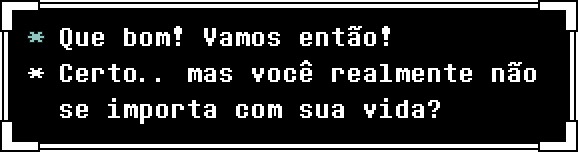 * Que bom! Vamos então!
* Certo.. mas você realmente não
se importa com sua vida?